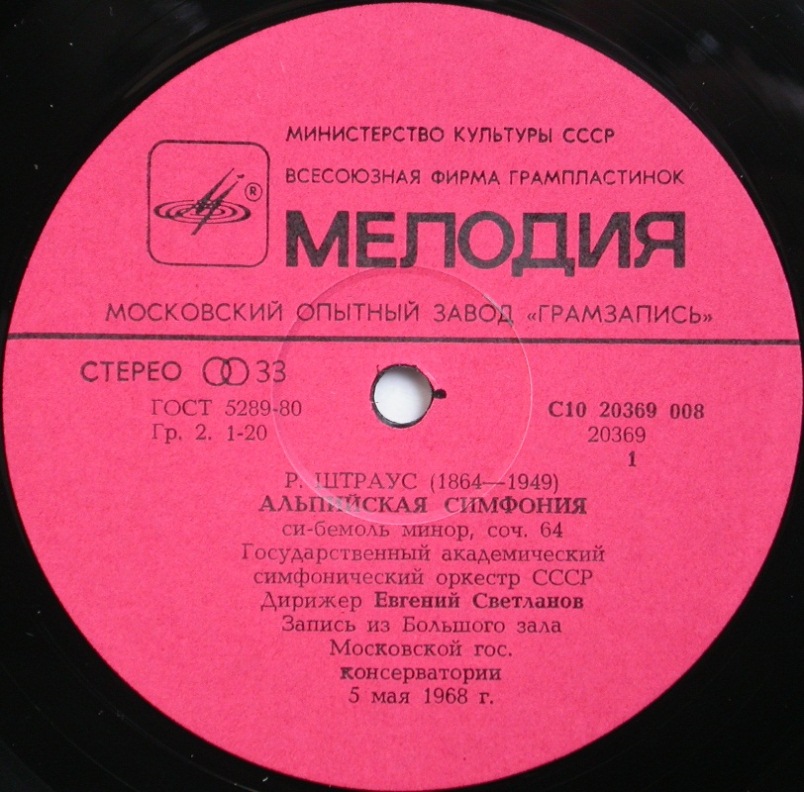 МИНИСТЕРСТВО КУЛЬТУРЫ СССР
ВСЕСОЮЗНАЯ ФИРМА ГРАМПЛАСТИНОК
®
МЕЛОДИЯ
МОСКОВСКИЙ ОПЫТНЫЙ ЗАВОД «ГРАМЗАПИСЬ»
СТЕРЕО 33
ГОСТ 5289-80
Гр. 2. 1-20
С10 20369 008
20369
1
Р. ШТРАУС (1864—1949)
АЛЬПИЙСКАЯ СИМФОНИЯ
си-бемоль минор, соч. 64
Государственный академический
симфонический оркестр СССР
Дирижер Евгений Светланов
Запись из Большого зала
Московской гос.
консерватории
5 мая 1968 г.